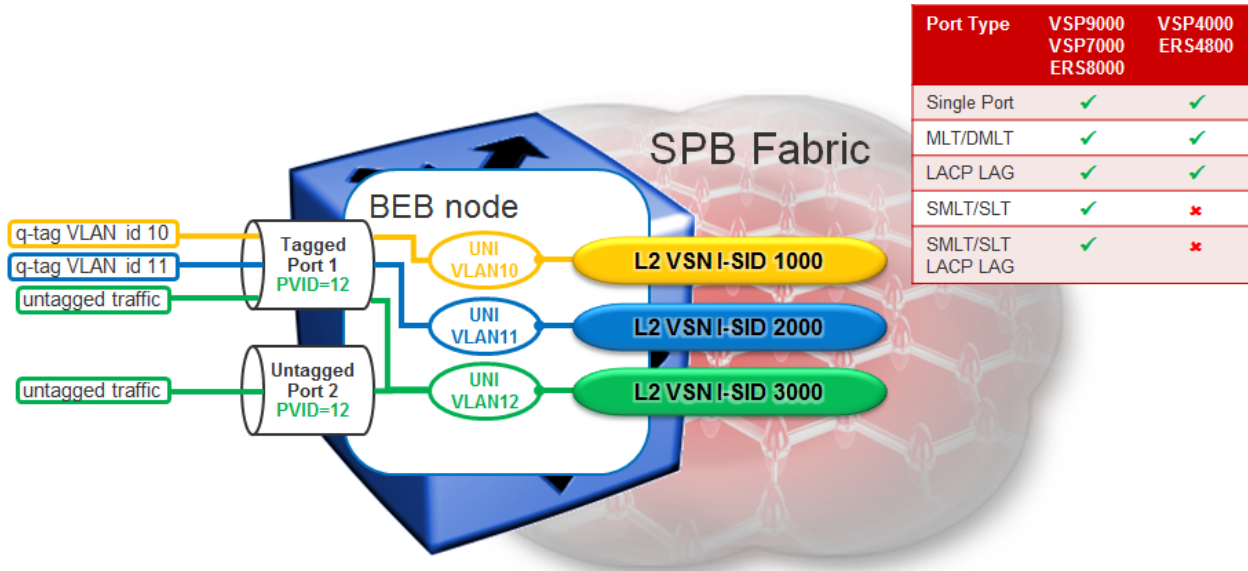 Port Type VSP9000 VSP4000
VSP7000 ERS4800
ERS8000
Single Port ✔ ✔
MLT/DMLT ✔ ✔
LACP LAG ✔ ✔
SMLT/SLT ✔ ✖
SMLT/SLT ✔ ✖
LACP LAG
SPB Fabric
BEB node
q-tag VLAN id 10
q-tag VLAN id 11
untagged traffic
untagged traffic
Tagged
Port 1
PVID=12
Untagged
Port 2
PVID=12
UNI
VLAN10
UNI
VLAN11
UNI
VLAN12
L2 VSN I-SID 1000
L2 VSN I-SID 2000
L2 VSN I-SID 3000